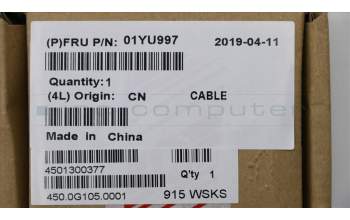 (P)FRU P/N: 01YU997 2019-04-11
Quantity:1
(4L) Origin: CN CABLE
computer
Made in China
4501300377 Q'ty 1
450.0G105.0001 915 WSKS